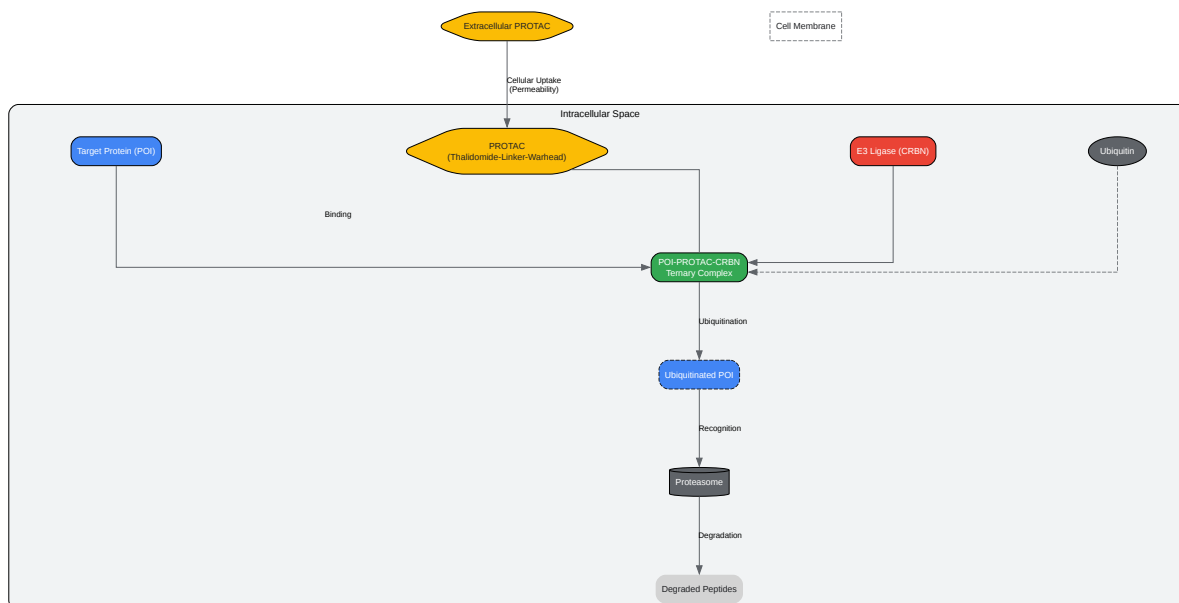 Extracellular PROTAC
Cell Membrane
Cellular Uptake
(Permeability)
Intracellular Space
Target Protein (POI)
PROTAC
(Thalidomide-Linker-Warhead)
E3 Ligase (CRBN)
Ubiquitin
Binding
POI-PROTAC-CRBN
Ternary Complex
Ubiquitination
Ubiquitinated POI
Recognition
Proteasome
Degradation
Degraded Peptides